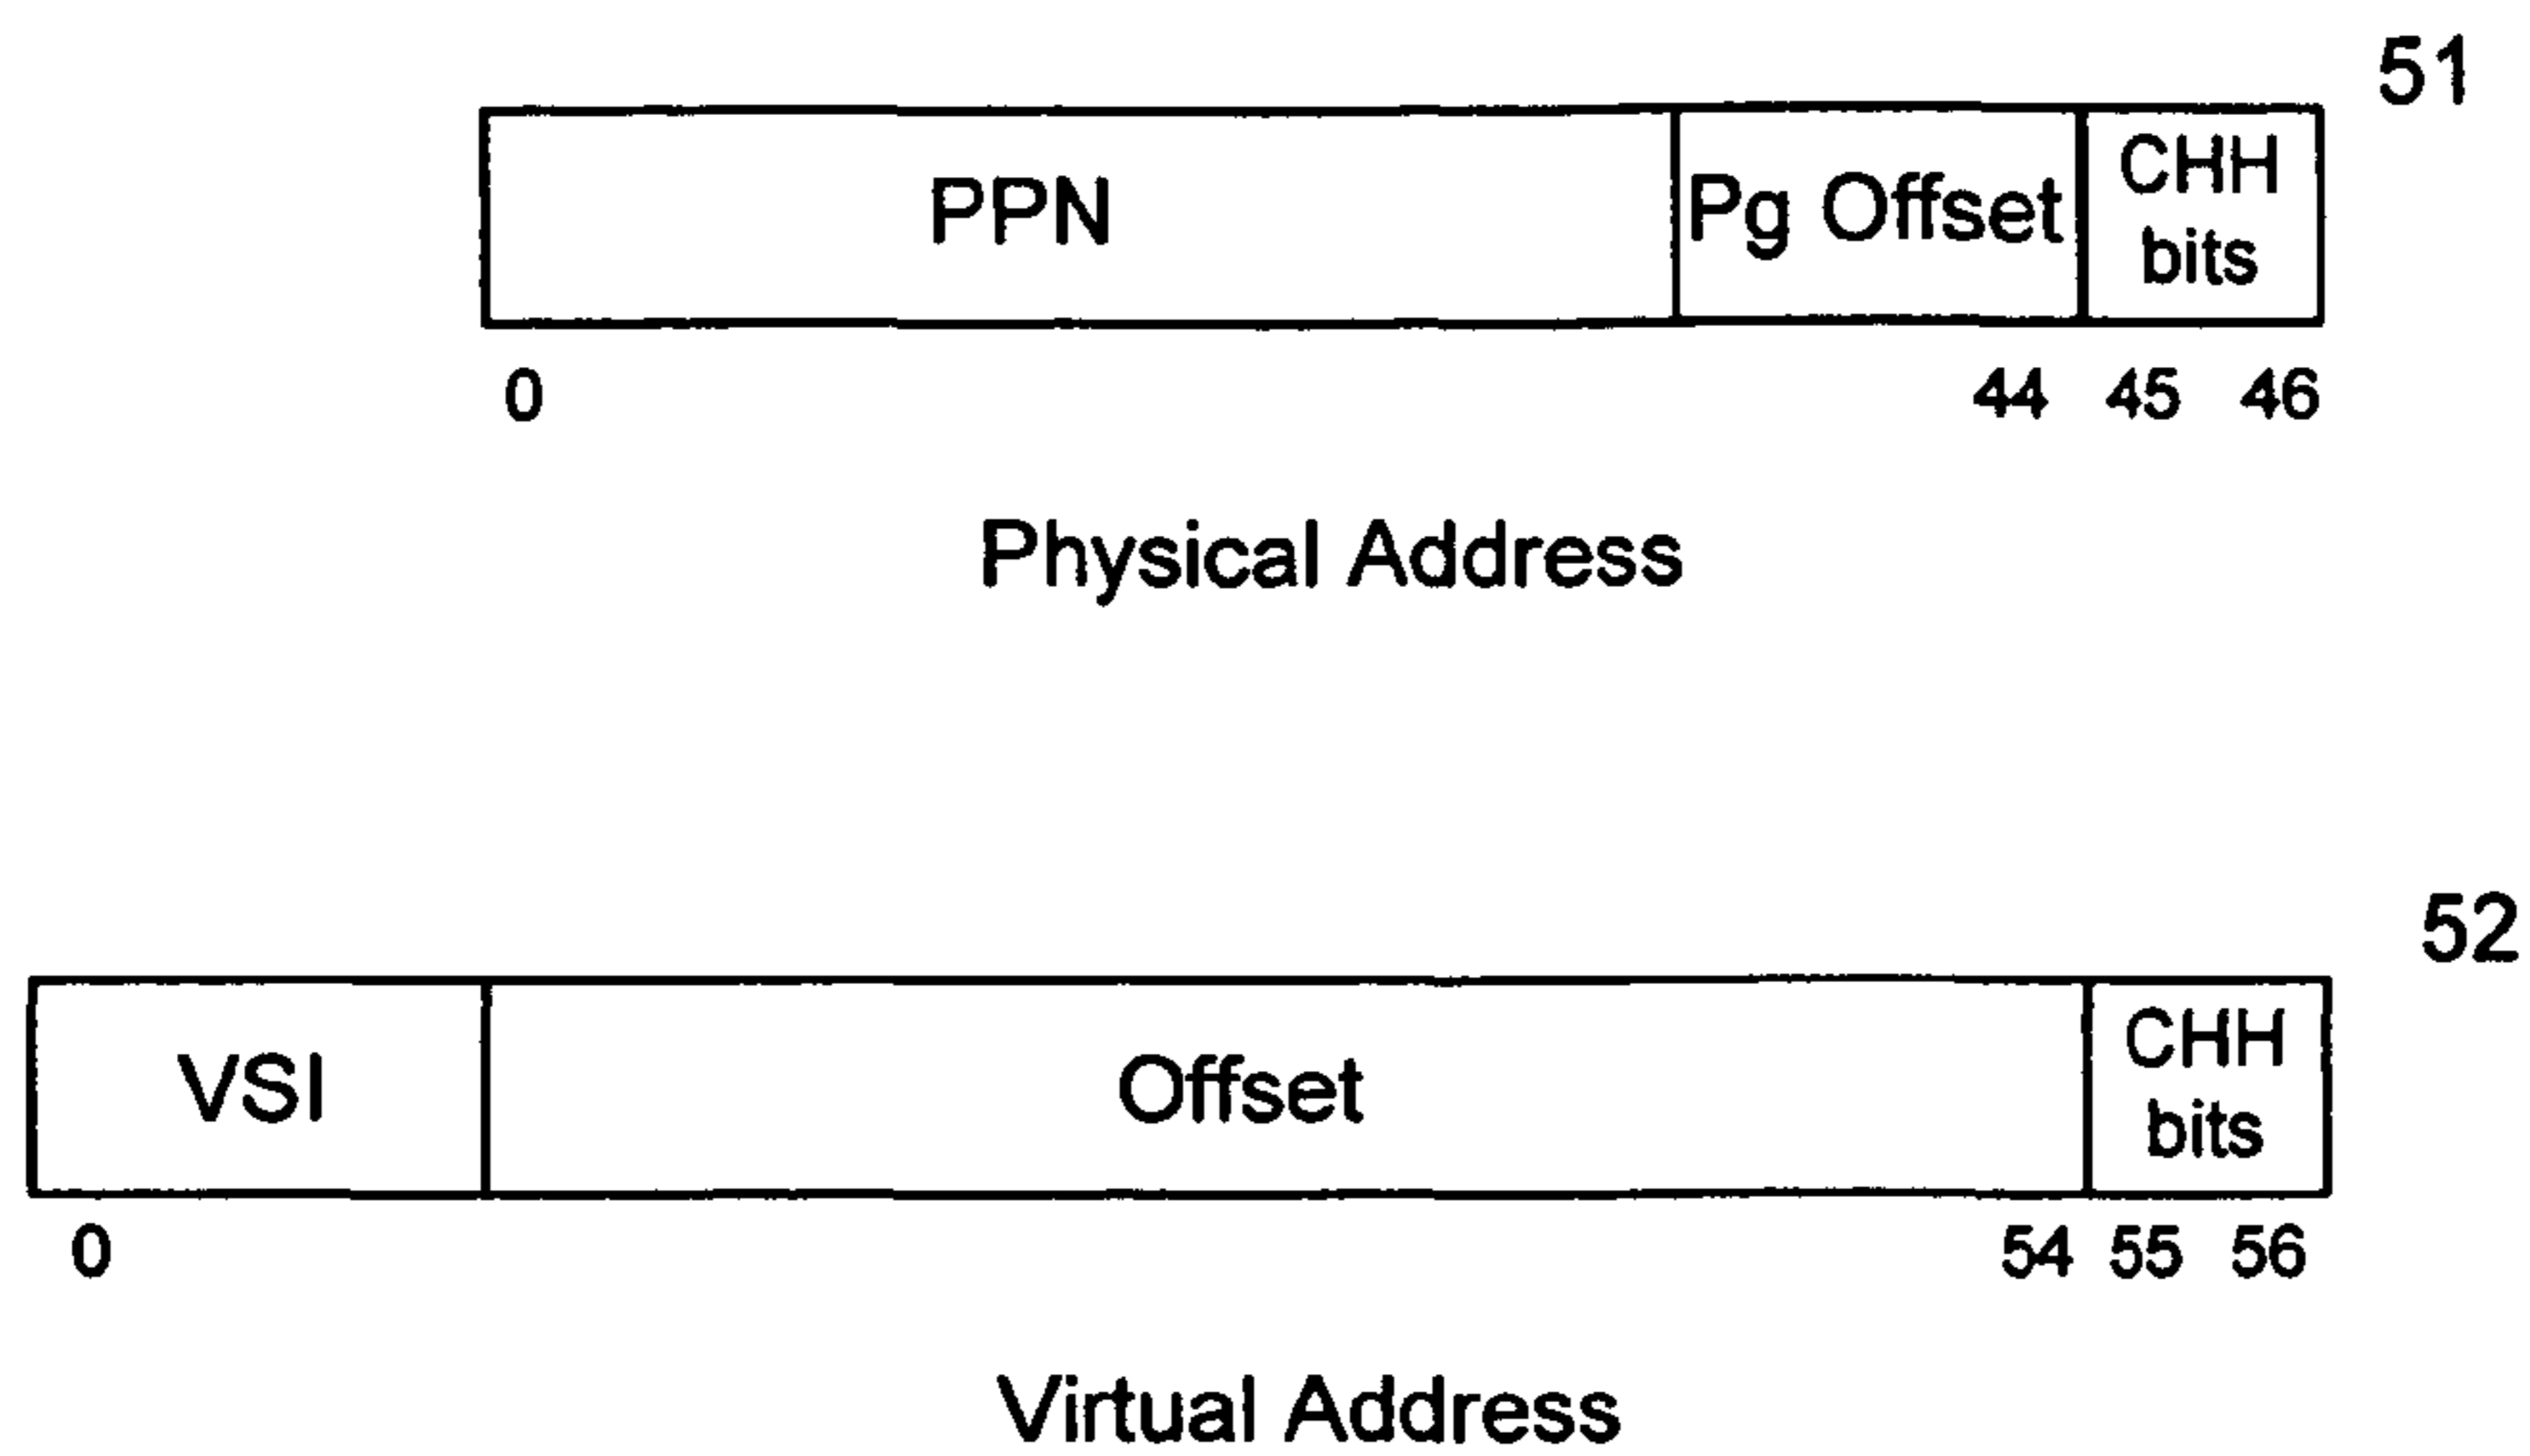 51
PPN
Pg Offset
CHH
bits
0
44
45
46
Physical Address
52
VSI
Offset
CHH
bits
0
54
55
56
Virtual Address